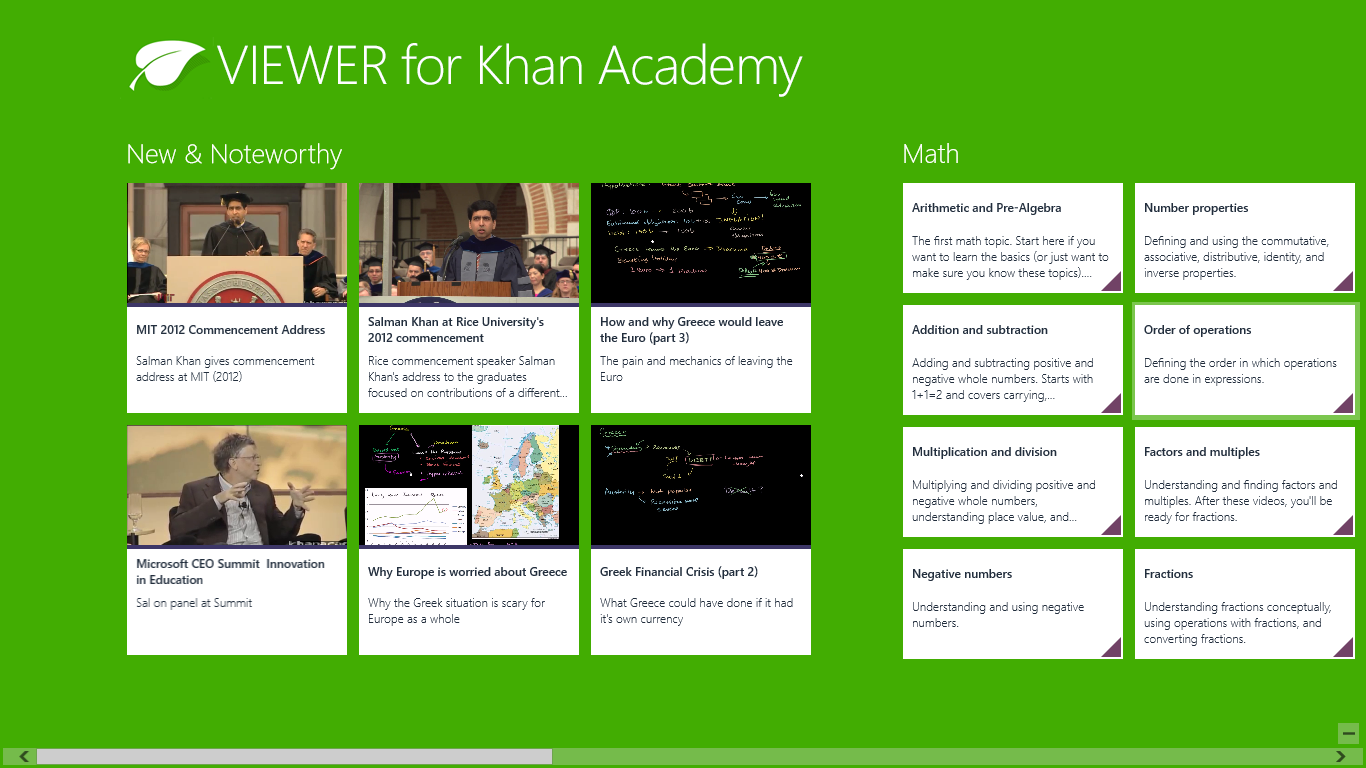 VIEWER for Khan Academy
New & Noteworthy
MIT 2012 Commencement Address
Salman Khan gives commencement
address at MIT (2012)
Salman Khan at Rice University's
2012 commencement
Rice commencement speaker Salman
Khan's address to the graduates
focused on contributions of a different...
How and why Greece would leave
the Euro (part 3)
The pain and mechanics of leaving the
Euro
Microsoft CEO Summit Innovation
in Education
Sal on panel at Summit
Why Europe is worried about Greece
Why the Greek situation is scary for
Europe as a whole
Greek Financial Crisis (part 2)
What Greece could have done if it had
it's own currency
Math
Arithmetic and Pre-Algebra
The first math topic. Start here if you
want to learn the basics (or just want to
make sure you know these topics)....
Number properties
Defining and using the commutative,
associative, distributive, identity, and
inverse properties.
Addition and subtraction
Adding and subtracting positive and
negative whole numbers. Starts with
1+1=2 and covers carrying,...
Order of operations
Defining the order in which operations
are done in expressions.
Multiplication and division
Multiplying and dividing positive and
negative whole numbers,
understanding place value, and...
Factors and multiples
Understanding and finding factors and
multiples. After these videos, you'll be
ready for fractions.
Negative numbers
Understanding and using negative
numbers.
Fractions
Understanding fractions conceptually,
using operations with fractions, and
converting fractions.